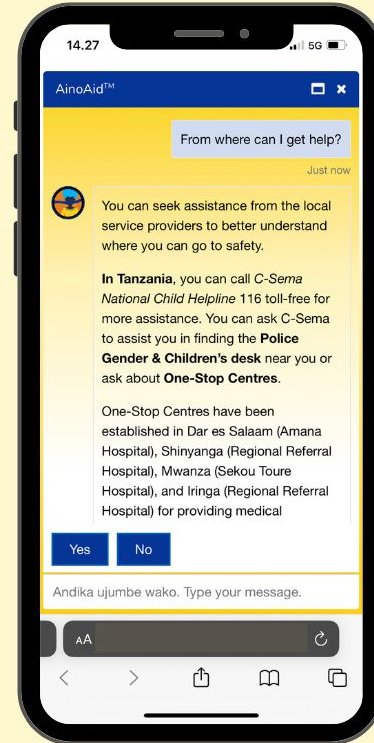 14.27
5G
AinoAid™
From where can I get help?
Just now
You can seek assistance from the local
service providers to better understand
where you can go to safety.
In Tanzania, you can call C-Sema
National Child Helpline 116 toll-free for
more assistance. You can ask C-Sema
to assist you in finding the Police
Gender & Children’s desk near you or
ask about One-Stop Centres.
One-Stop Centres have been
established in Dar es Salaam (Amana
Hospital), Shinyanga (Regional Referral
Hospital), Mwanza (Sekou Toure
Hospital), and Iringa (Regional Referral
Hospital) for providing medical
Yes No
Andika ujumbe wako. Type your message.
AA